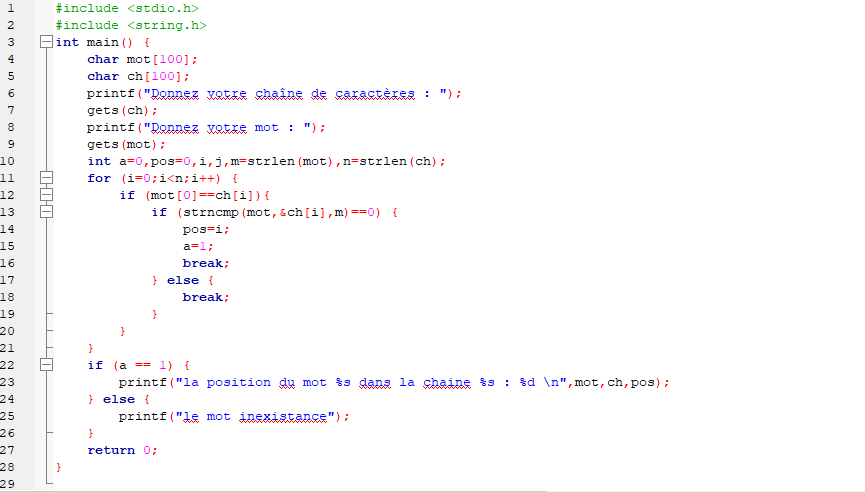 1 #include <stdio.h>
2 #include <string.h>
3 int main() {
4 char mot[100];
5 char ch[100];
6 printf("Donnez votre chaîne de caractères : ");
7 gets(ch);
8 printf("Donnez votre mot : ");
9 gets(mot);
10 int a=0,pos=0,i,j,m=strlen(mot),n=strlen(ch);
11 for (i=0;i<n;i++) {
12 if (mot[0]==ch[i]){
13 if (strncmp(mot,&ch[i],m)==0) {
14 pos=i;
15 a=1;
16 break;
17 } else {
18 break;
19 }
20 }
21 }
22 if (a == 1) {
23 printf("la position du mot %s dans la chaine %s : %d \n",mot,ch,pos);
24 } else {
25 printf("le mot inexistance");
26 }
27 return 0;
28 }
29